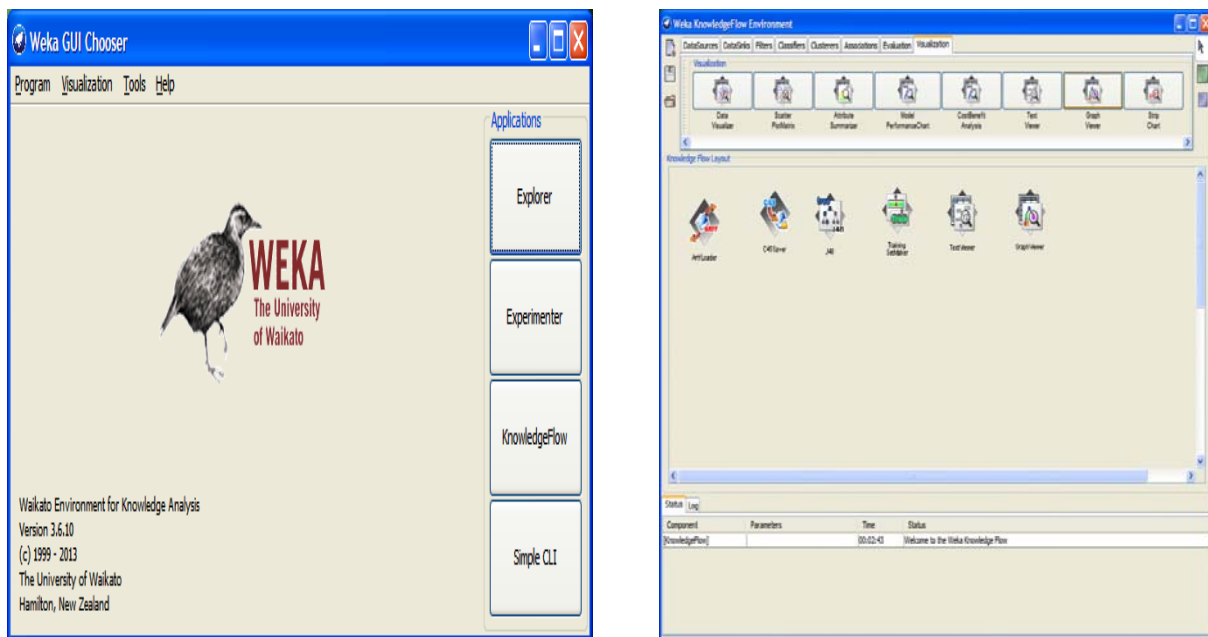 Weka GUI Chooser
Program Visualization Tools Help
Applications
Explorer
WEKA
The University
of Waikato
Experimenter
KnowledgeFlow
Simple CLI
Waikato Environment for Knowledge Analysis
Version 3.6.10
(c) 1999 - 2013
The University of Waikato
Hamilton, New Zealand
Weka KnowledgeFlow Environment
DataSources DataSinks Filters Classifiers Clusterers Associations Evaluation Visualization
Visualization
Data Visualizer
Scatter PlotMatrix
Attribute Summarizer
Model PerformanceChart
CostBenefit Analysis
Text Viewer
Graph Viewer
Strip Chart
Knowledge Flow Layout
ArffLoader
C45Saver
J48
Training SetMaker
TextViewer
GraphViewer
Status Log
Component Parameters Time Status
[KnowledgeFlow] 00:02:43 Welcome to the Weka Knowledge Flow